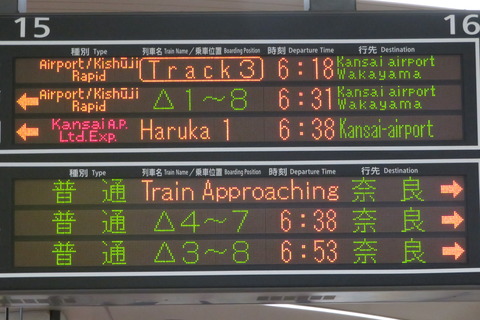 15 16
種別 Type 列車名 Train Name /乗車位置 Boarding Position 時刻 Departure Time 行先 Destination
Airport/Kishūji Rapid Track3 6:18 Kansai airport Wakayama
← Airport/Kishūji Rapid △1〜8 6:31 Kansai airport Wakayama
← Kansai A.P. Ltd.Exp. Haruka 1 6:38 Kansai-airport
種別 Type 列車名 Train Name /乗車位置 Boarding Position 時刻 Departure Time 行先 Destination
普通 Train Approaching 奈良 →
普通 △4〜7 6:38 奈良 →
普通 △3〜8 6:53 奈良 →